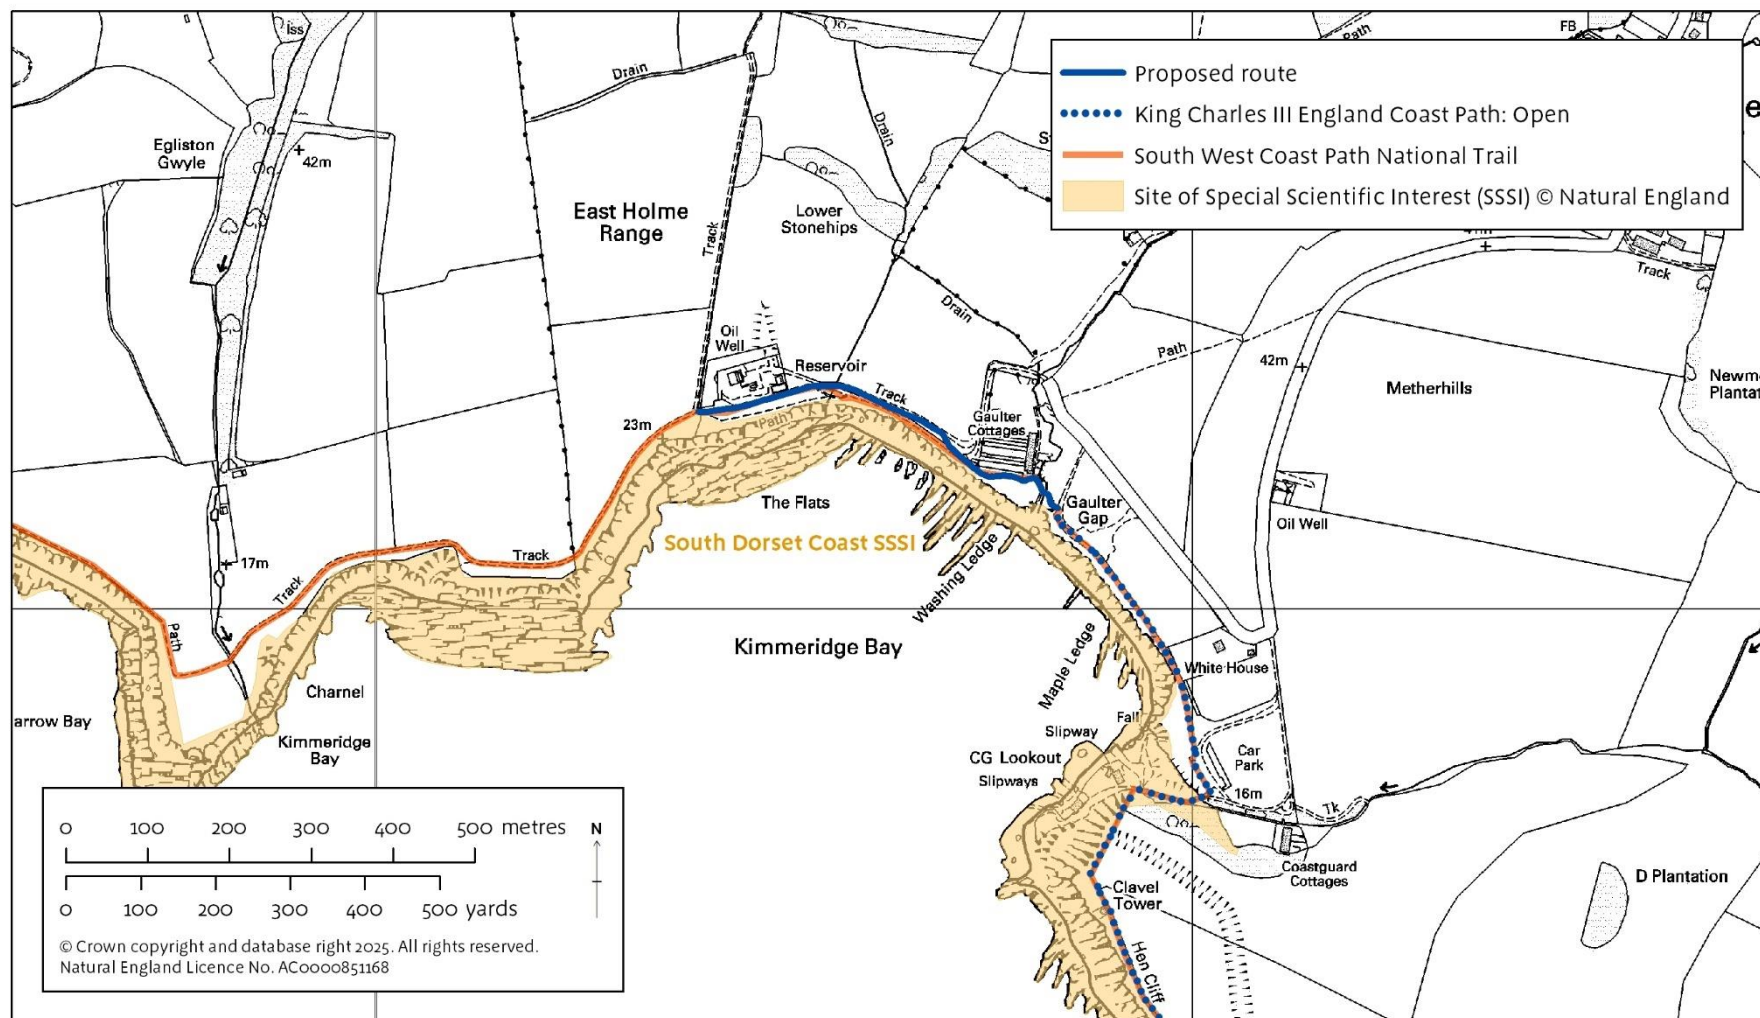 Iss
Path
FB
Proposed route
King Charles III England Coast Path: Open
South West Coast Path National Trail
Site of Special Scientific Interest (SSSI) © Natural England
Drain
Drain
Egliston
Gwyle
42m
East Holme
Range
Track
Lower
Stonehips
Track
Drain
Oil
Well
Reservoir
Path
42m
Metherhills
Track
Gaulter
Cottages
23m
Path
The Flats
Gaulter
Gap
Oil Well
South Dorset Coast SSSI
Washing Ledge
17m
Track
Track
Path
Kimmeridge Bay
Maple Ledge
White House
Charnel
arrow Bay
Kimmeridge
Bay
Fall
Slipway
CG Lookout
Slipways
Car
Park
16m
Tk
Coastguard
Cottages
D Plantation
Clavel
Tower
Hen Cliff
0 100 200 300 400 500 metres
N
0 100 200 300 400 500 yards
© Crown copyright and database right 2025. All rights reserved.
Natural England Licence No. AC0000851168